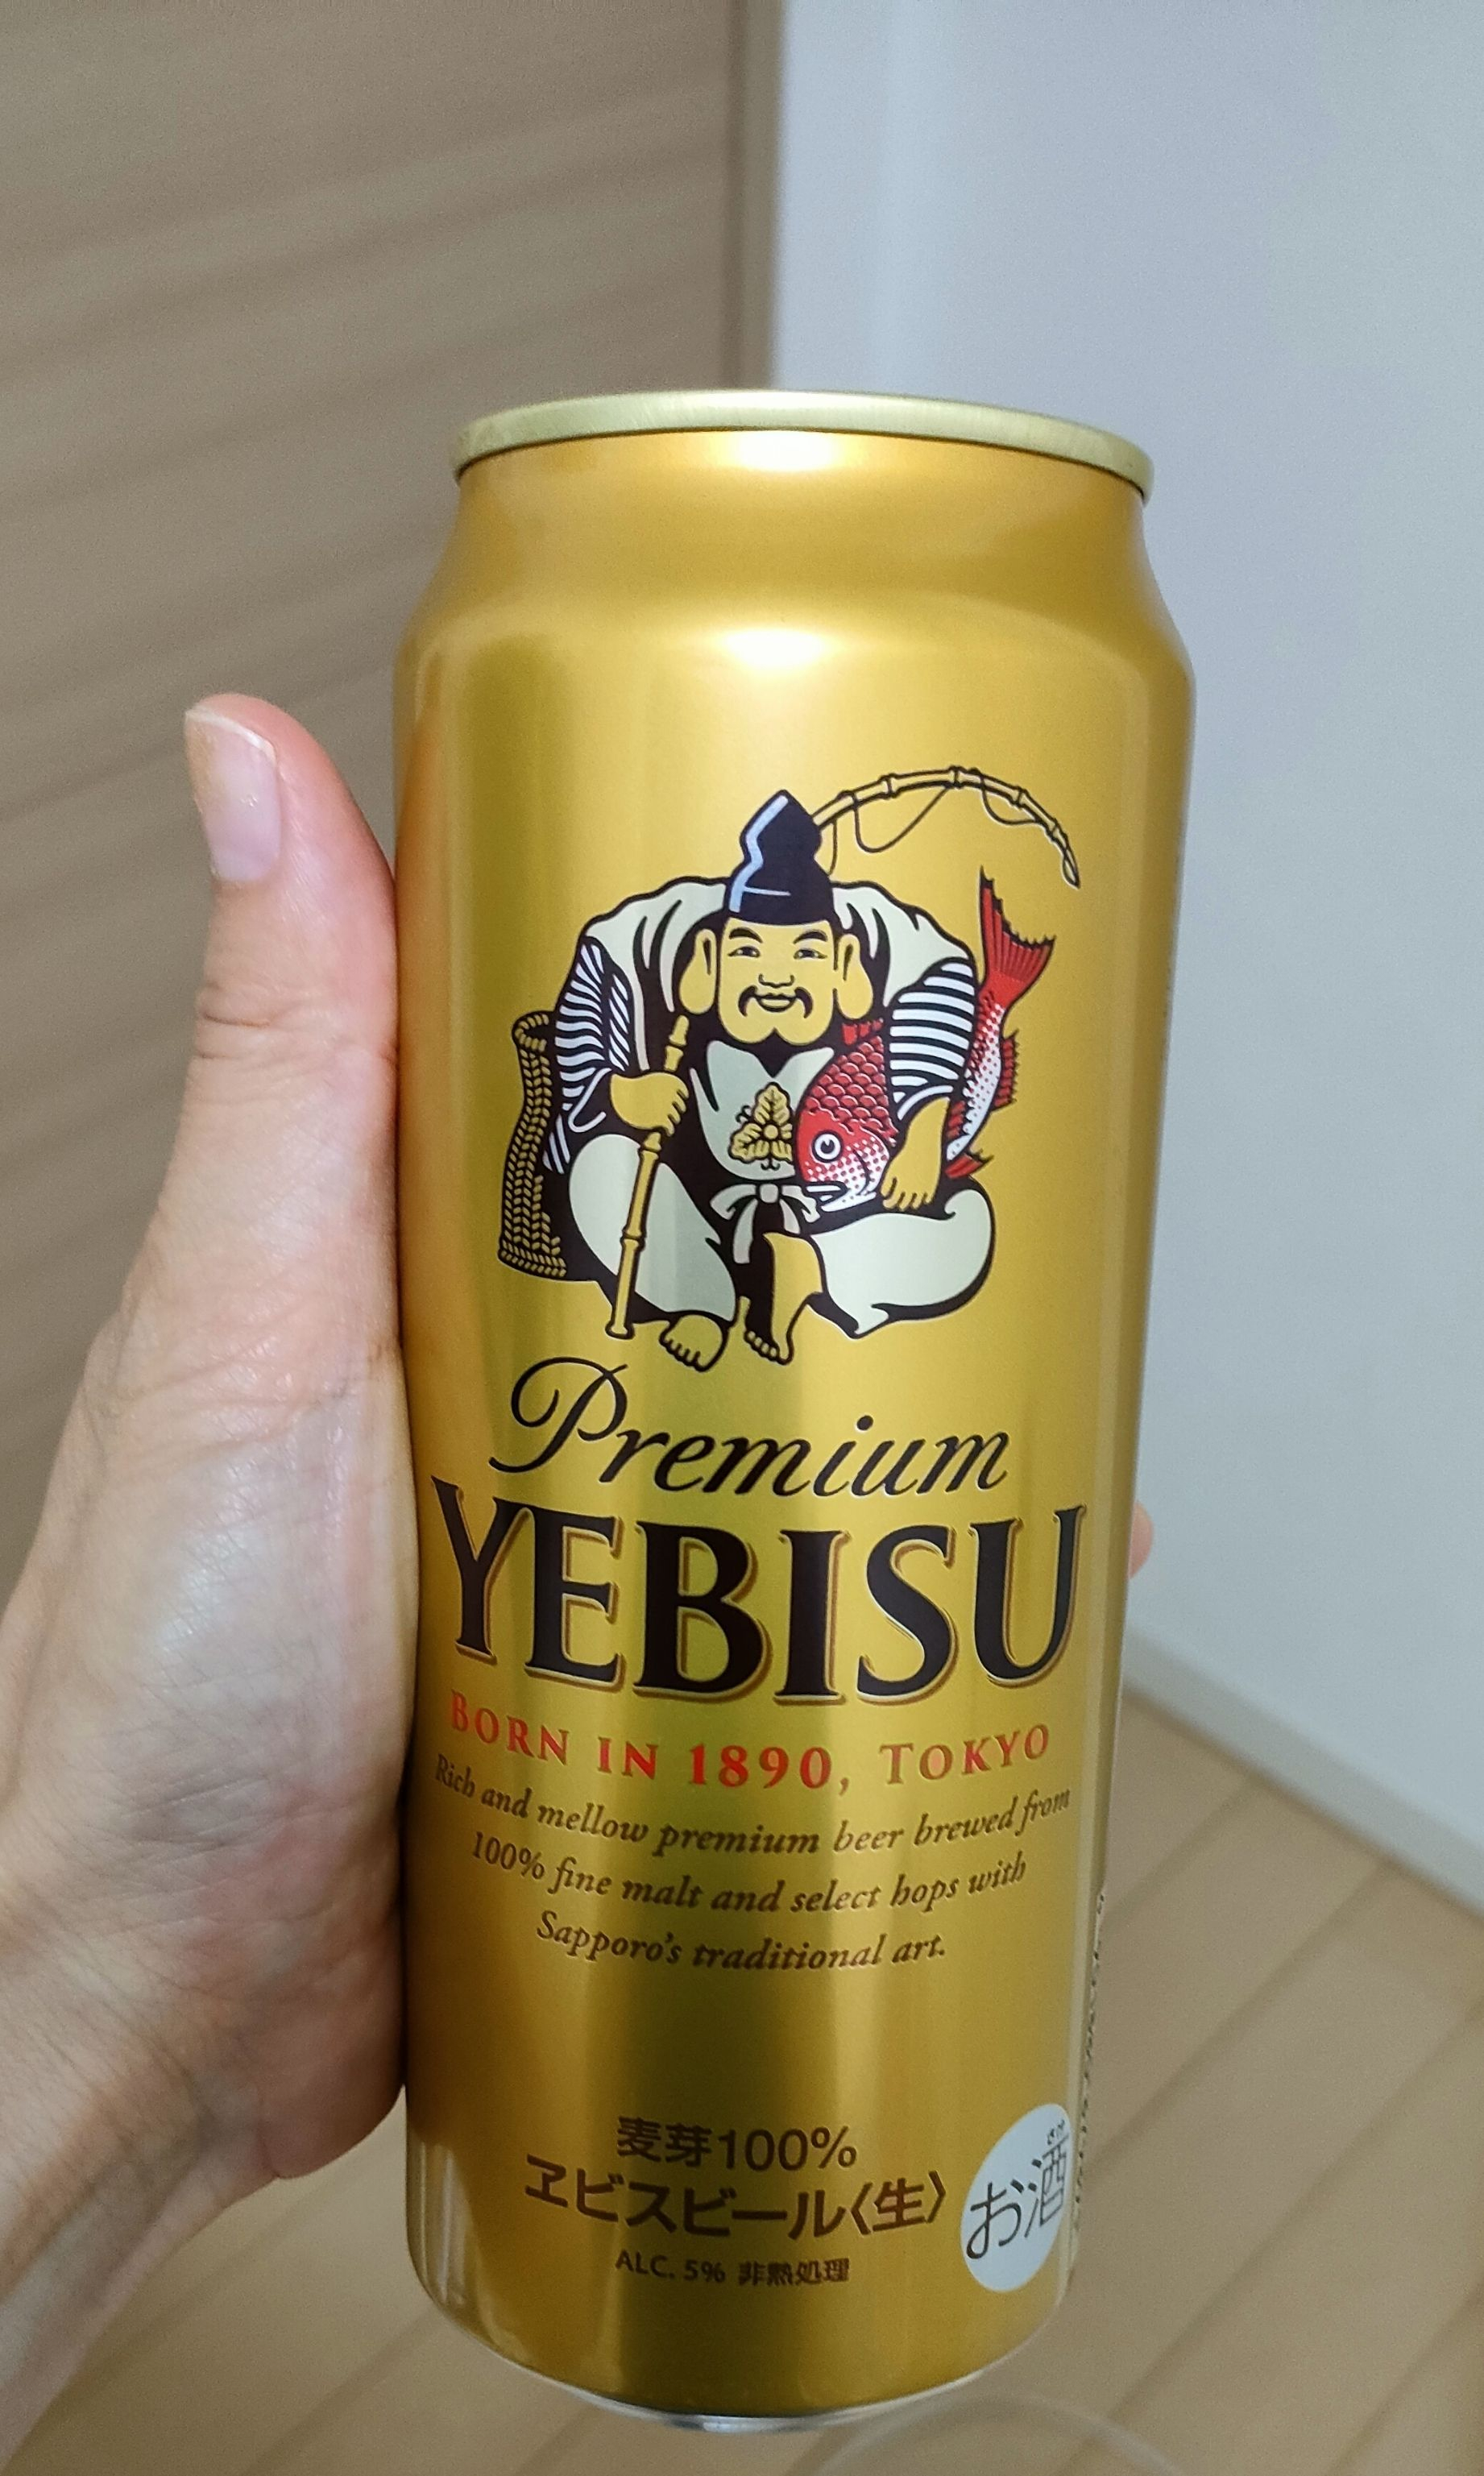 Premium
YEBISU
BORN IN 1890, TOKYO
Rich and mellow premium beer brewed from
100% fine malt and select hops with
Sapporo's traditional art.
麦芽100%
ヱビスビール〈生〉
ALC. 5% 非熱処理
お酒